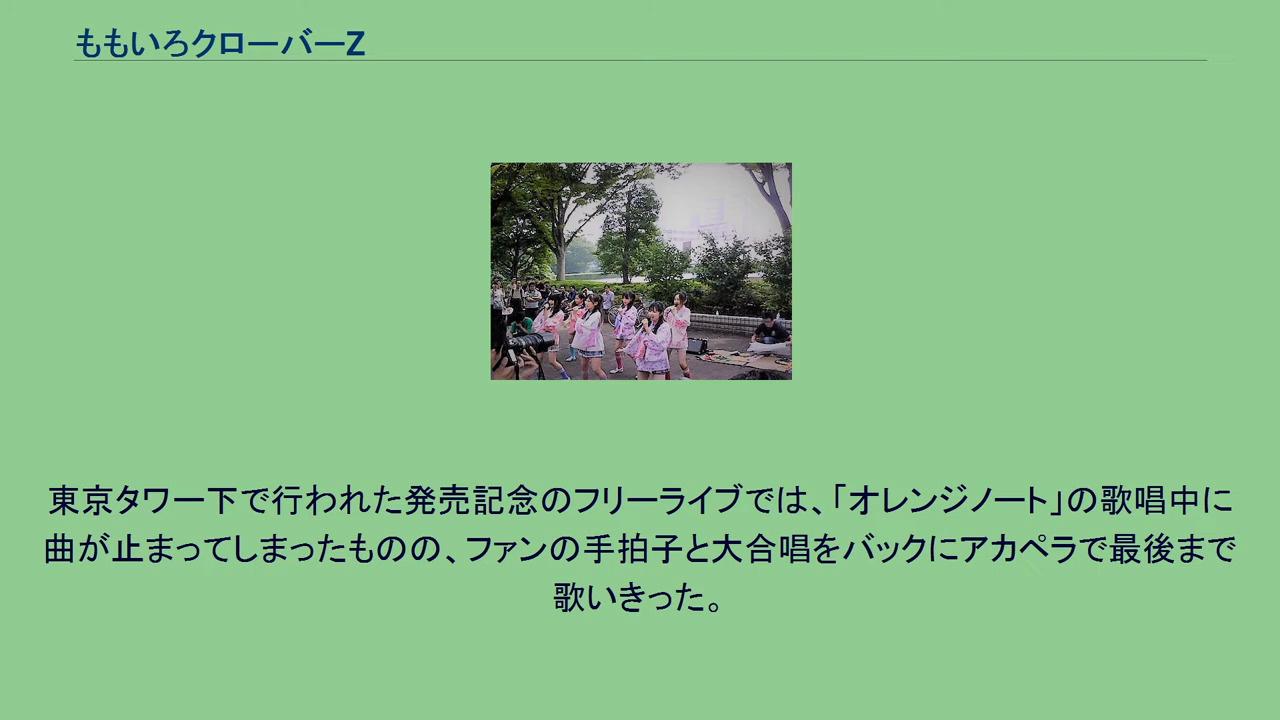 ももいろクローバーZ
東京タワー下で行われた発売記念のフリーライブでは、「オレンジノート」の歌唱中に
曲が止まってしまったものの、ファンの手拍子と大合唱をバックにアカペラで最後まで
歌いきった。